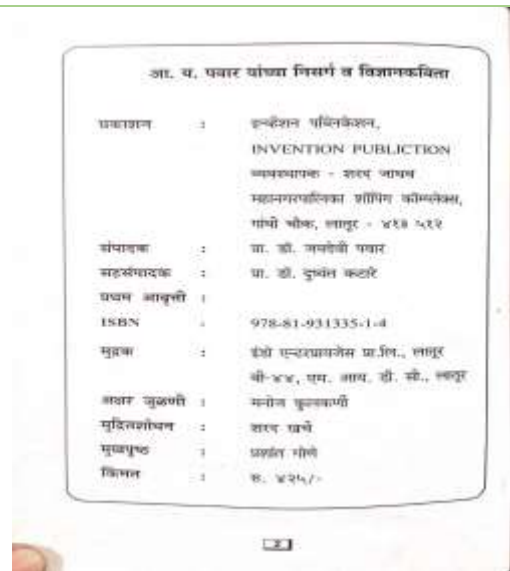 आ. य. पवार यांच्या निसर्ग व विज्ञानकविता
प्रकाशन : इन्व्हेंशन पब्लिकेशन,
INVENTION PUBLICTION
व्यवस्थापक - शरद जाधव
महानगरपालिका शॉपिंग कॉम्प्लेक्स,
गांधी चौक, लातूर - ४१३ ५१२
संपादक : प्रा. डॉ. जयदेवी पवार
सहसंपादक : प्रा. डॉ. दुष्यंत कटारे
प्रथम आवृत्ती :
ISBN : 978-81-931335-1-4
मुद्रक : इंडो एन्टरप्रायजेस प्रा.लि., लातूर
बी-४४, एम. आय. डी. सी., लातूर
अक्षर जुळणी : मनोज कुलकर्णी
मुद्रितशोधन : शरद
मुखपृष्ठ : प्रशांत गोणे
किंमत : रु. ४२५/-
2